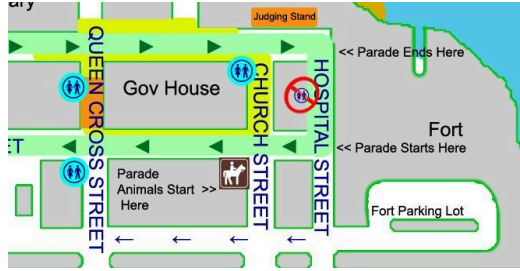 ary
Judging Stand
<< Parade Ends Here
QUEEN CROSS STREET
Gov House
CHURCH STREET
HOSPITAL STREET
Fort
ET
<< Parade Starts Here
Parade
Animals Start >>
Here
Fort Parking Lot